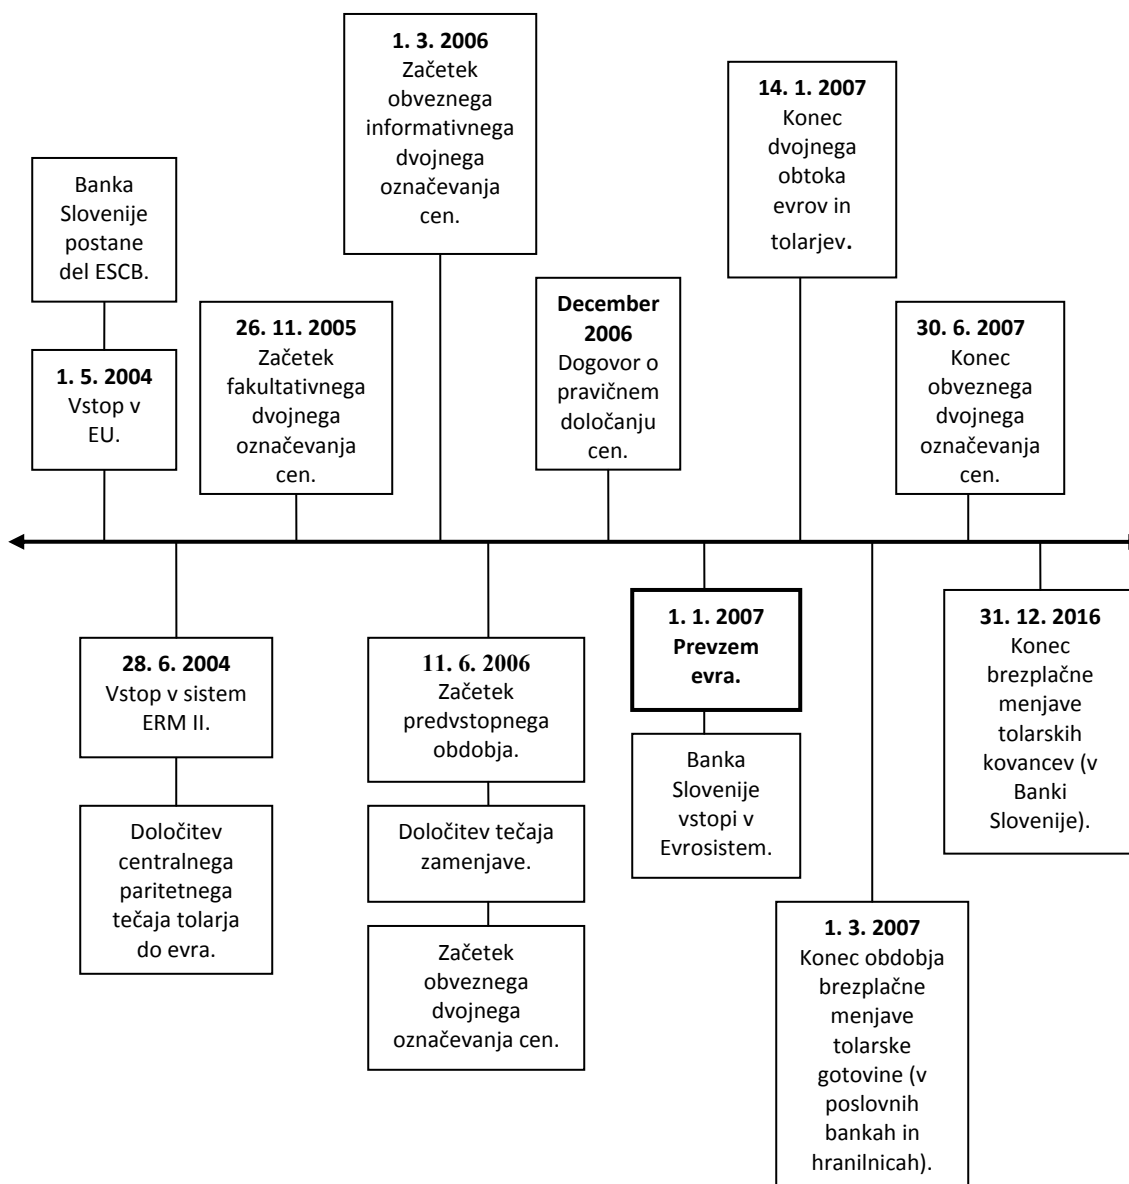 1. 3. 2006
Začetek
obveznega
informativnega
dvojnega
označevanja
cen.
14. 1. 2007
Konec
dvojnega
obtoka
evrov in
tolarjev.
Banka
Slovenije
postane
del ESCB.
1. 5. 2004
Vstop v
EU.
26. 11. 2005
Začetek
fakultativnega
dvojnega
označevanja
cen.
December
2006
Dogovor o
pravičnem
določanju
cen.
30. 6. 2007
Konec
obveznega
dvojnega
označevanja
cen.
28. 6. 2004
Vstop v sistem
ERM II.
Določitev
centralnega
paritetnega
tečaja tolarja
do evra.
11. 6. 2006
Začetek
predvstopnega
obdobja.
Določitev tečaja
zamenjave.
Začetek
obveznega
dvojnega
označevanja cen.
1. 1. 2007
Prevzem
evra.
Banka
Slovenije
vstopi v
Evrosistem.
1. 3. 2007
Konec obdobja
brezplačne
menjave
tolarske
gotovine (v
poslovnih
bankah in
hranilnicah).
31. 12. 2016
Konec
brezplačne
menjave
tolarskih
kovancev (v
Banki
Slovenije).